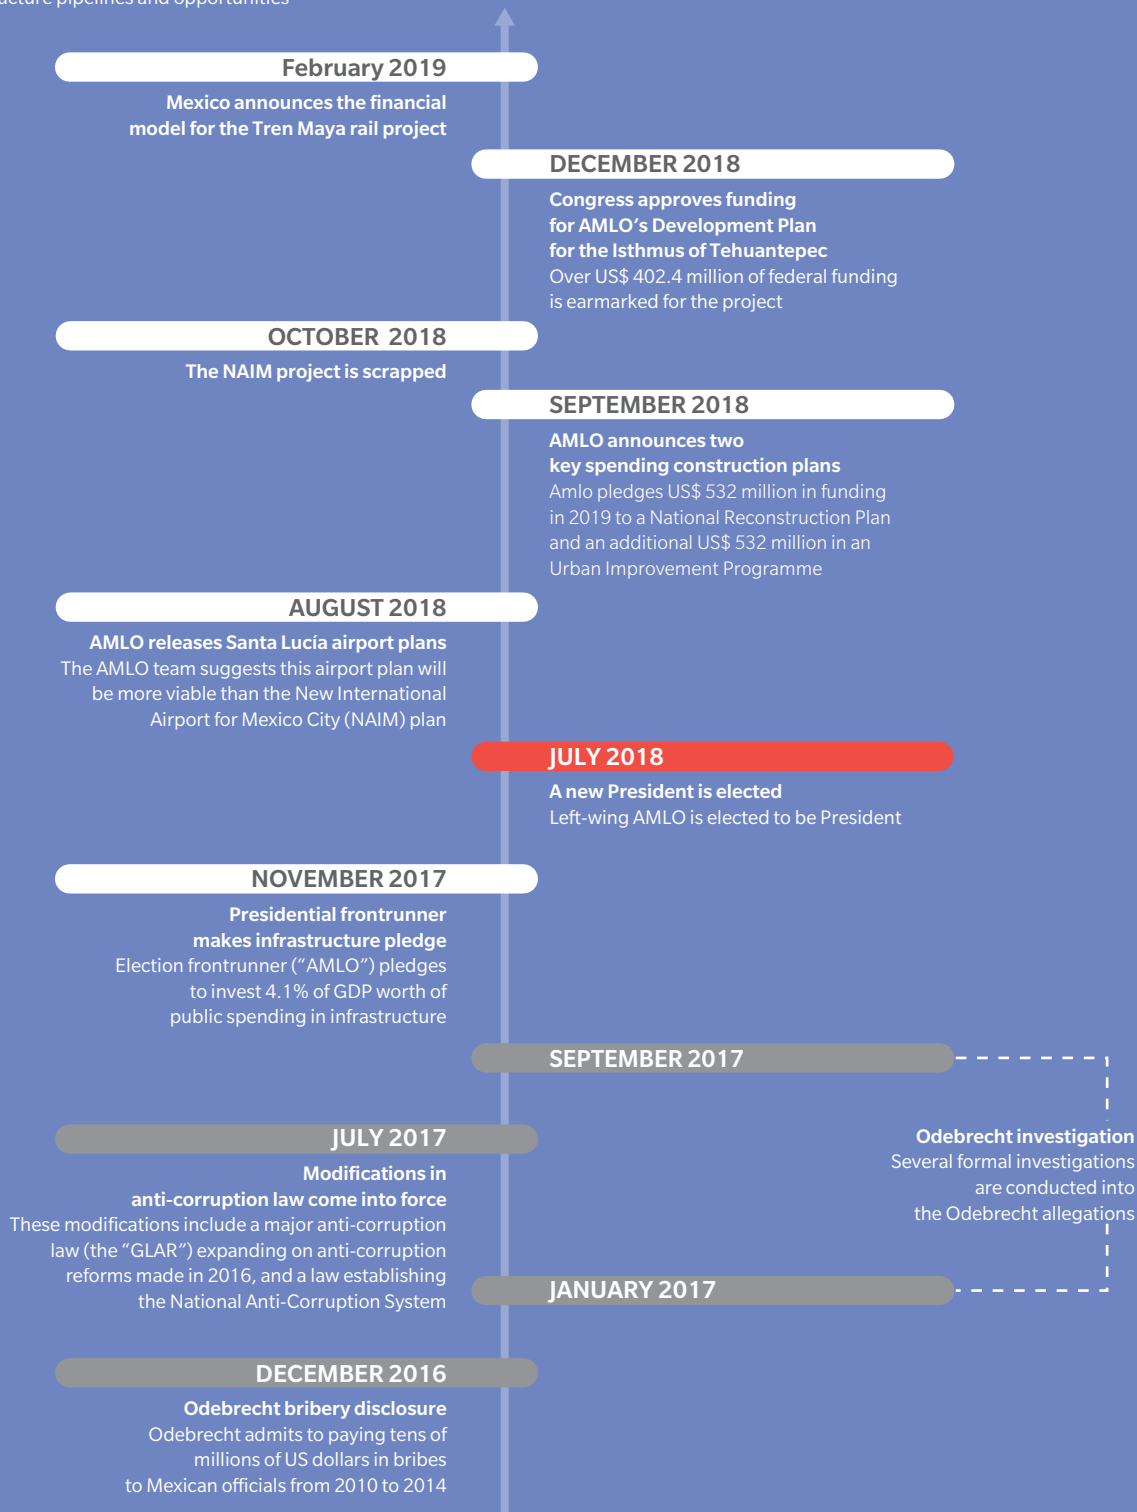 pipelines and opportunities
February 2019
Mexico announces the financial
model for the Tren Maya rail project
DECEMBER 2018
Congress approves funding
for AMLO’s Development Plan
for the Isthmus of Tehuantepec
Over US$ 402.4 million of federal funding
is earmarked for the project
OCTOBER 2018
The NAIM project is scrapped
SEPTEMBER 2018
AMLO announces two
key spending construction plans
Amlo pledges US$ 532 million in funding
in 2019 to a National Reconstruction Plan
and an additional US$ 532 million in an
Urban Improvement Programme
AUGUST 2018
AMLO releases Santa Lucía airport plans
The AMLO team suggests this airport plan will
be more viable than the New International
Airport for Mexico City (NAIM) plan
JULY 2018
A new President is elected
Left-wing AMLO is elected to be President
NOVEMBER 2017
Presidential frontrunner
makes infrastructure pledge
Election frontrunner (“AMLO”) pledges
to invest 4.1% of GDP worth of
public spending in infrastructure
SEPTEMBER 2017
Odebrecht investigation
Several formal investigations
are conducted into
the Odebrecht allegations
JULY 2017
Modifications in
anti-corruption law come into force
These modifications include a major anti-corruption
law (the “GLAR”) expanding on anti-corruption
reforms made in 2016, and a law establishing
the National Anti-Corruption System
JANUARY 2017
DECEMBER 2016
Odebrecht bribery disclosure
Odebrecht admits to paying tens of
millions of US dollars in bribes
to Mexican officials from 2010 to 2014